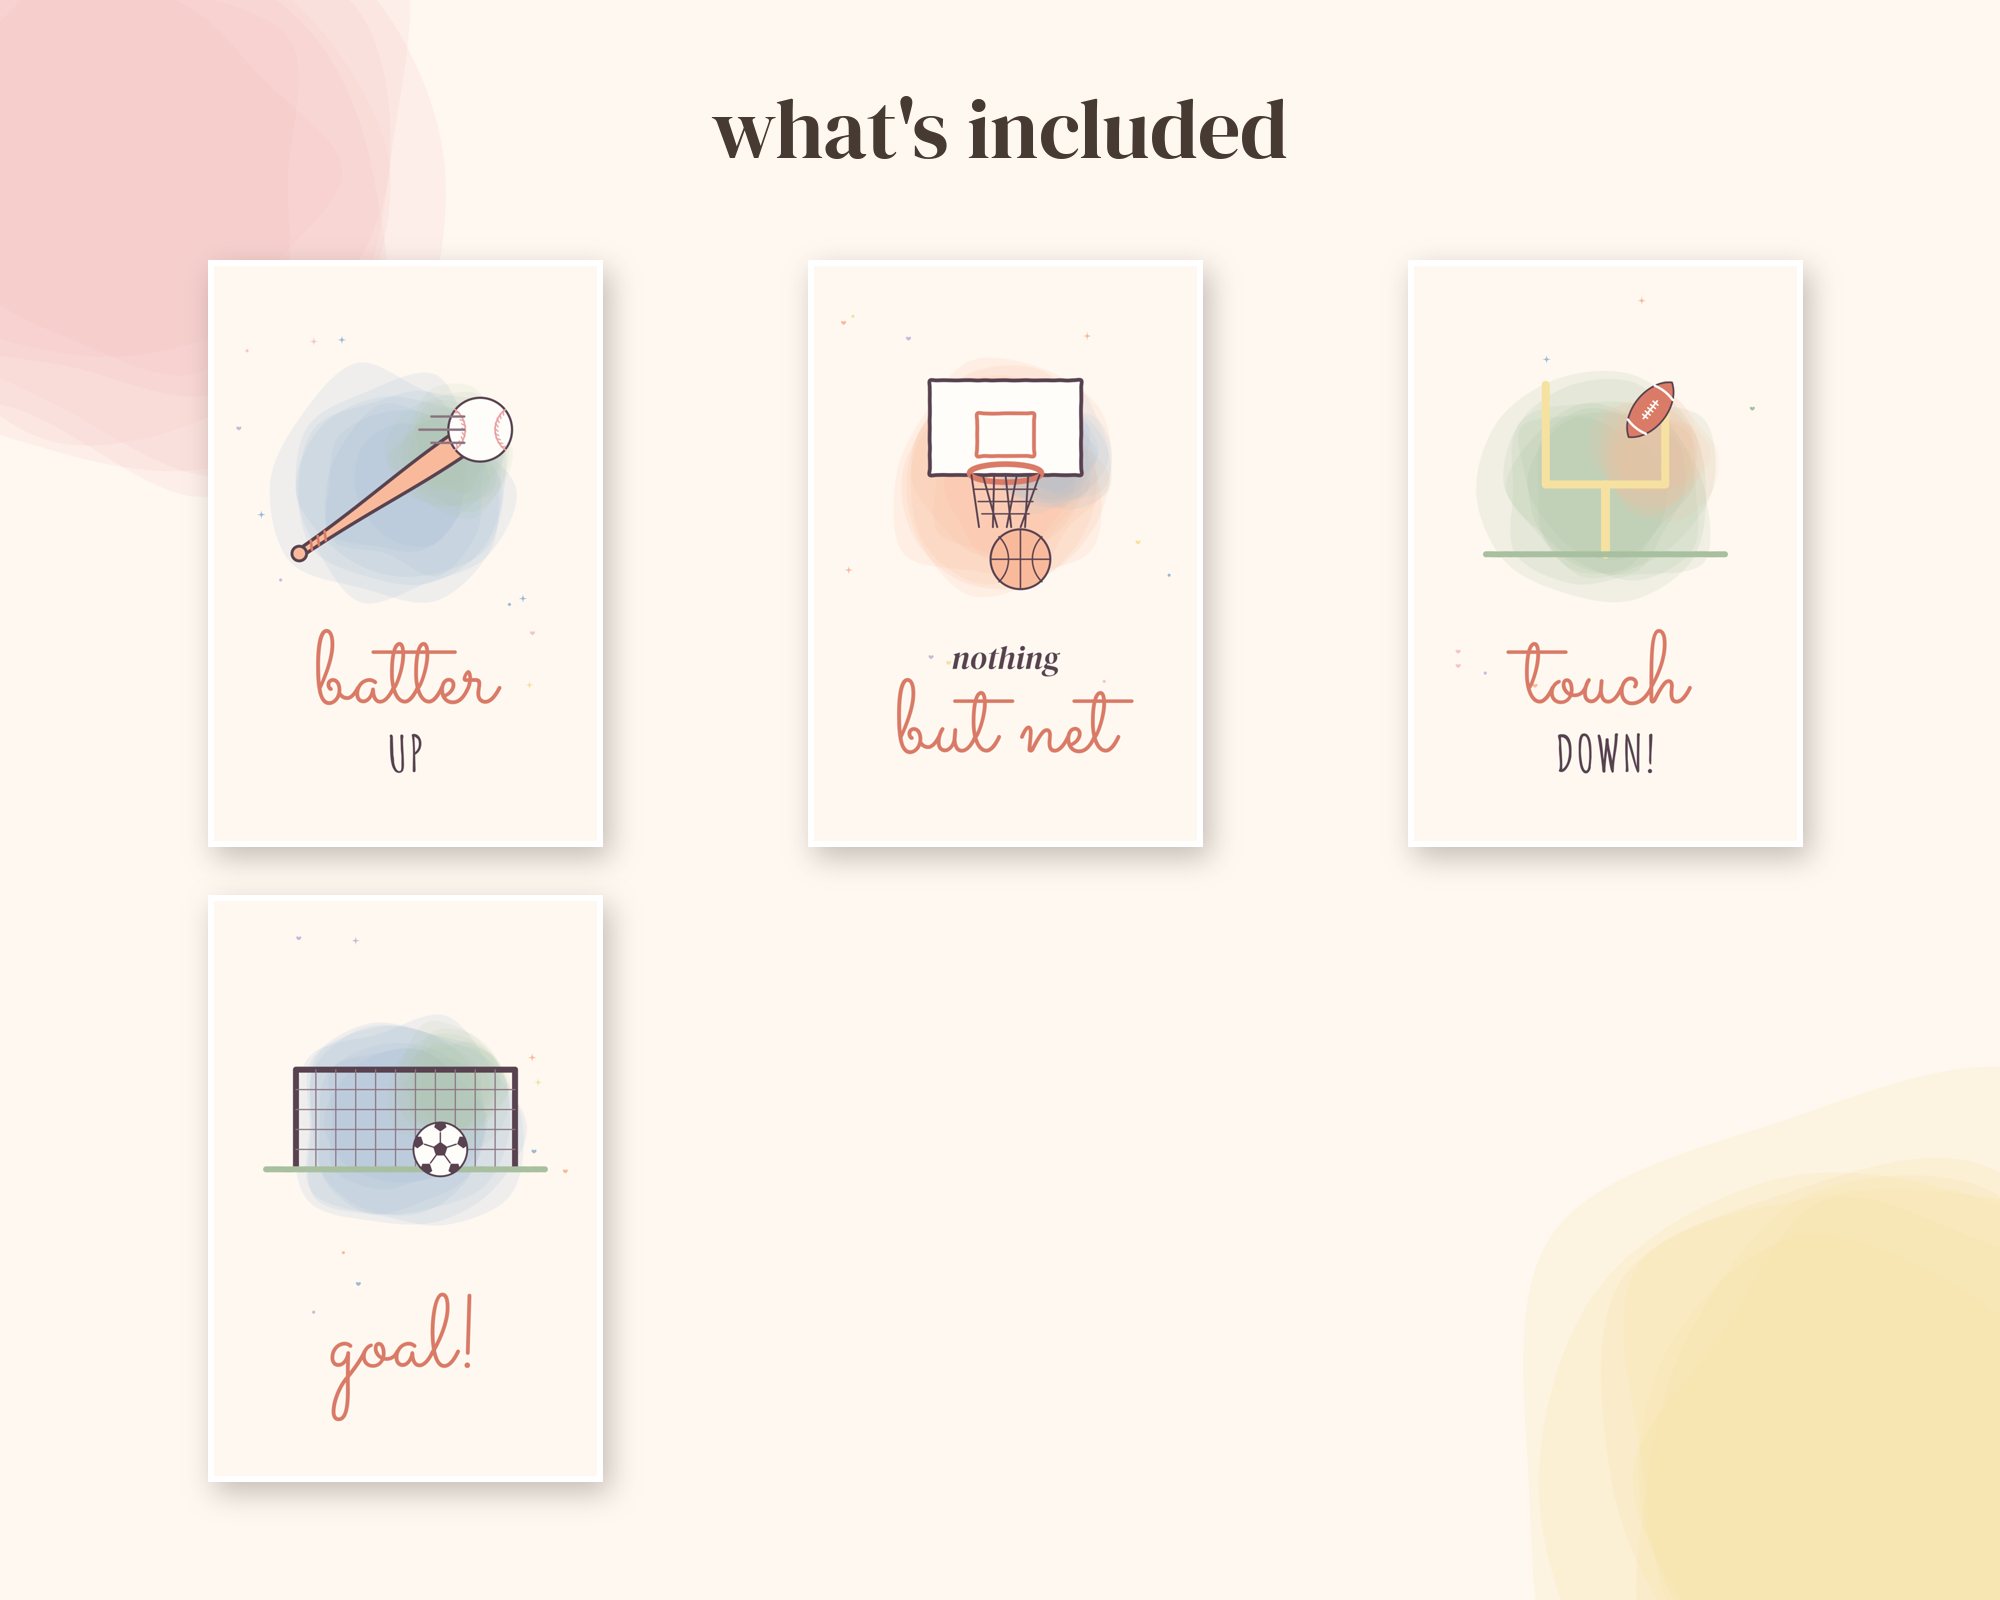 what's included
batter
UP
nothing
but net
touch
DOWN!
goal!